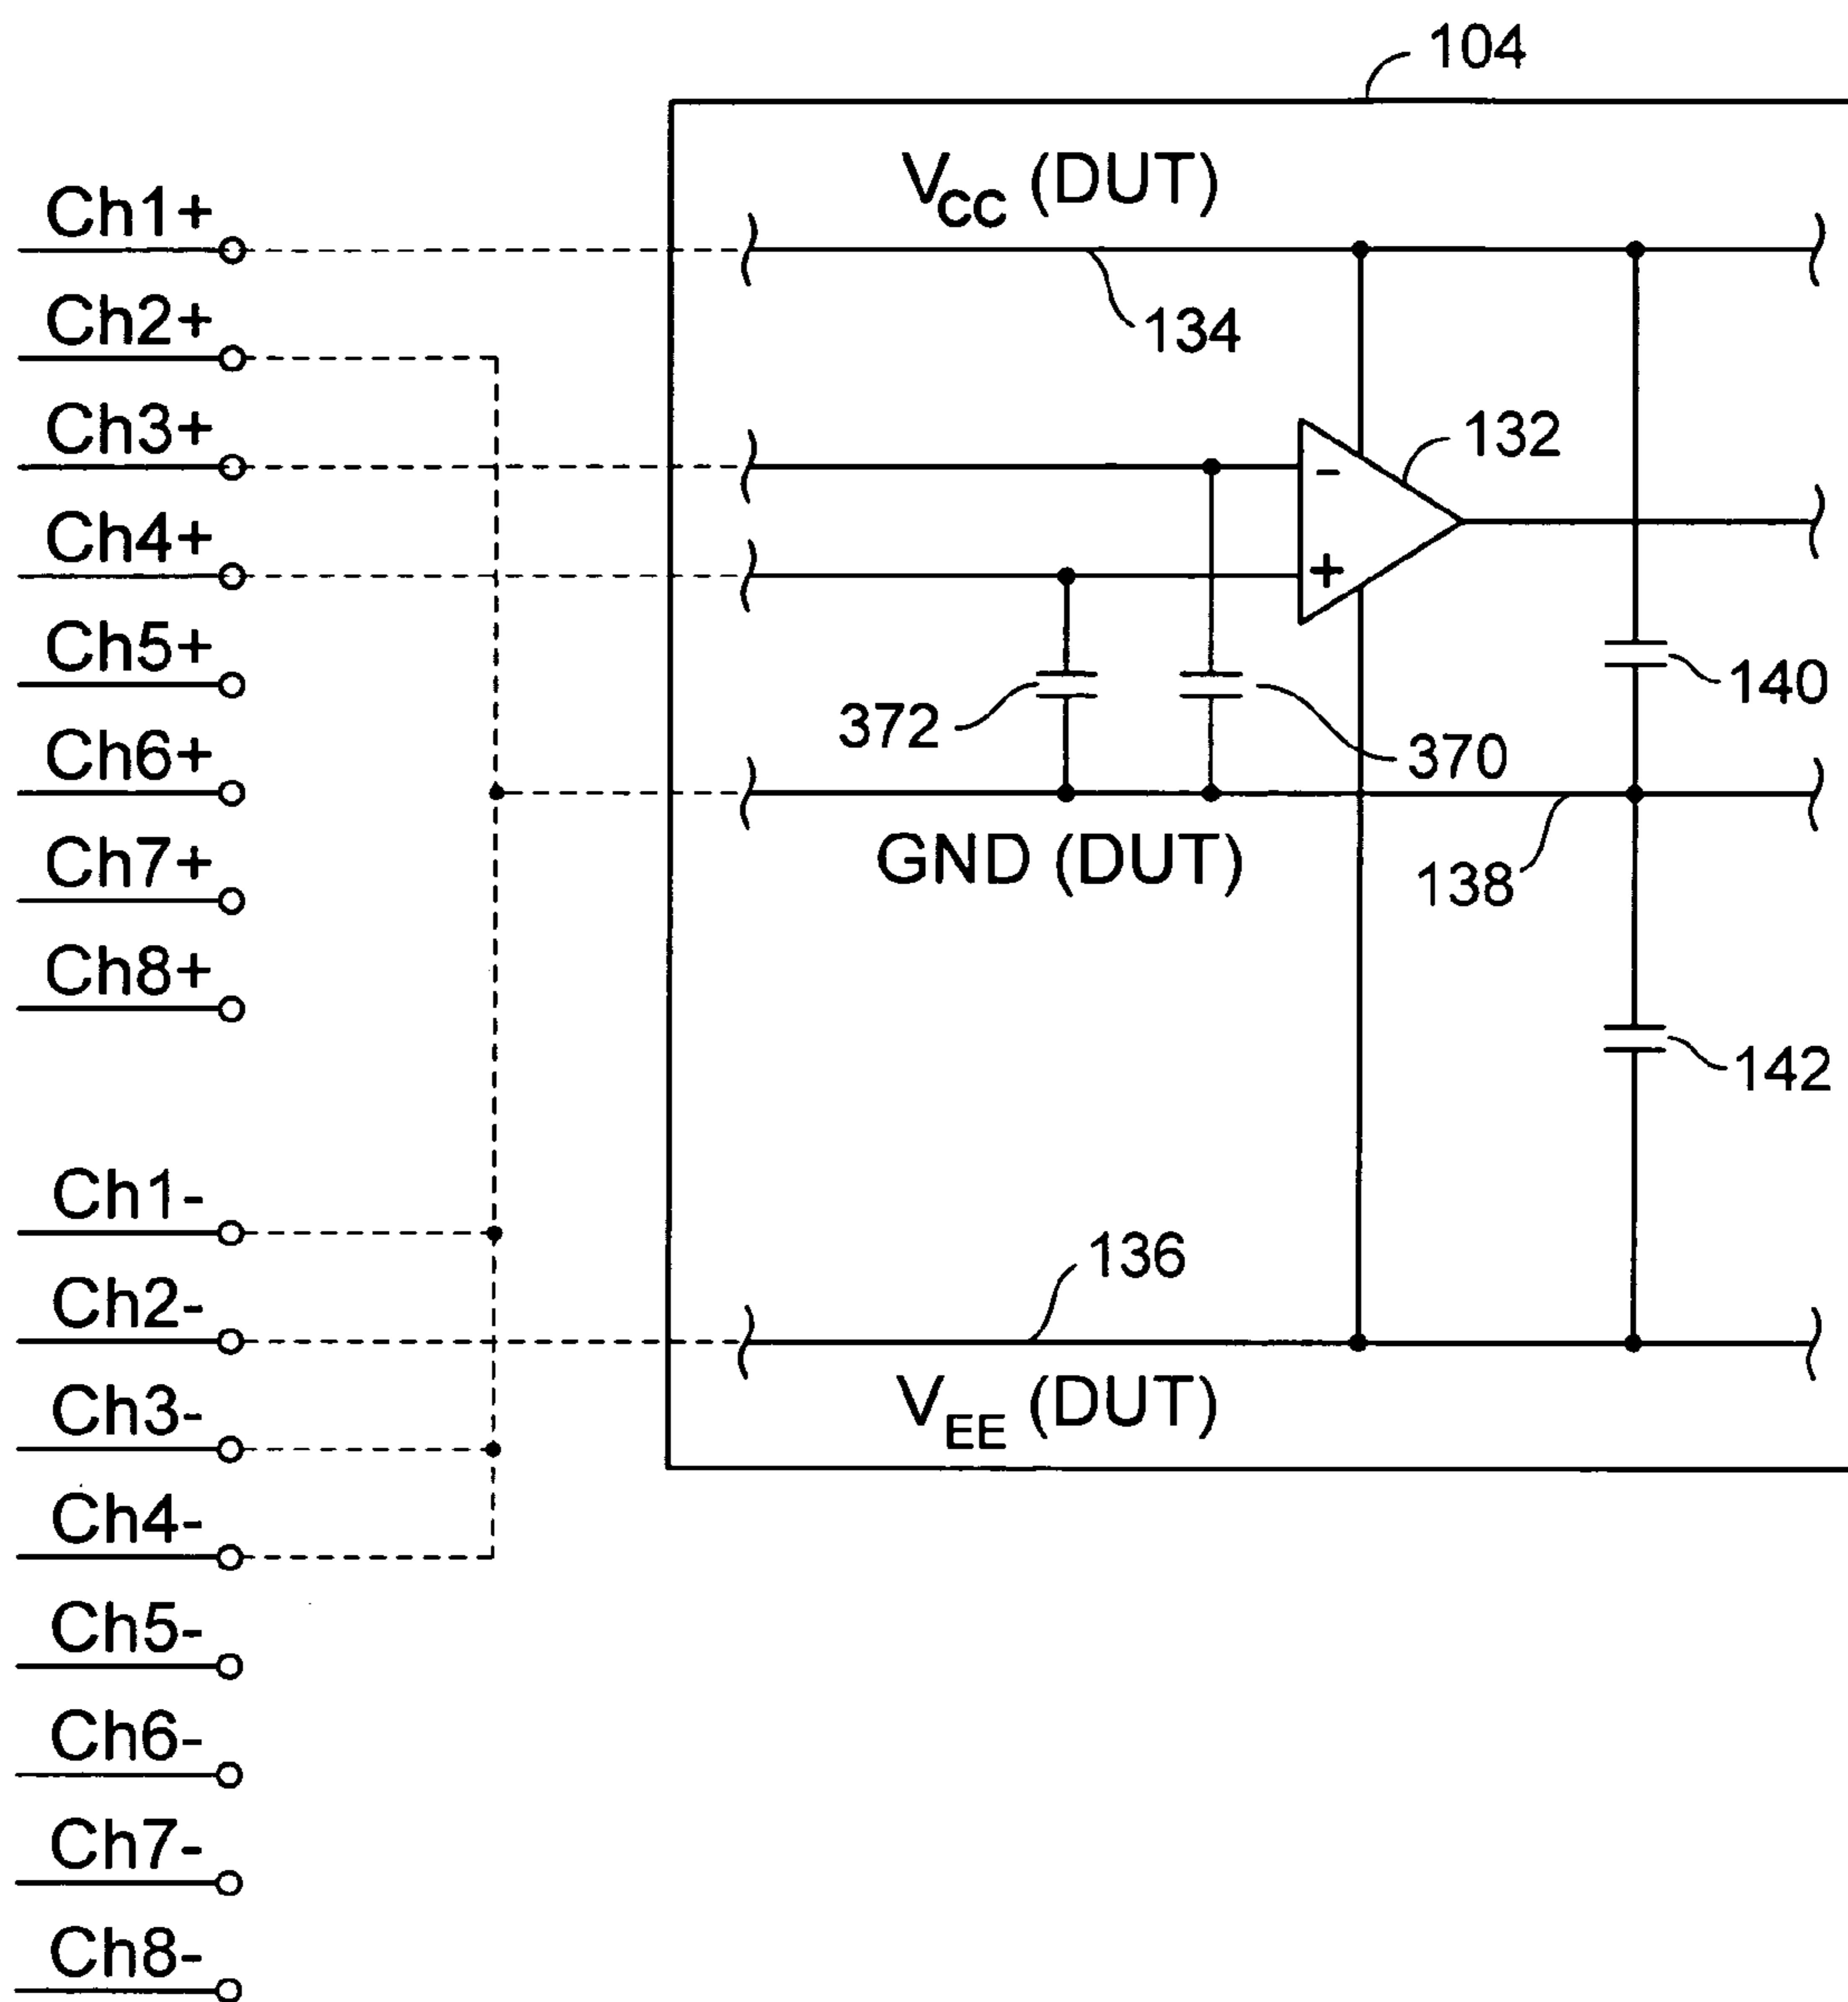 104
VCC (DUT)
Ch1+
134
Ch2+
Ch3+
132
-
Ch4+
+
Ch5+
140
372
370
Ch6+
GND (DUT)
138
Ch7+
Ch8+
142
Ch1-
136
Ch2-
VEE (DUT)
Ch3-
Ch4-
Ch5-
Ch6-
Ch7-
Ch8-